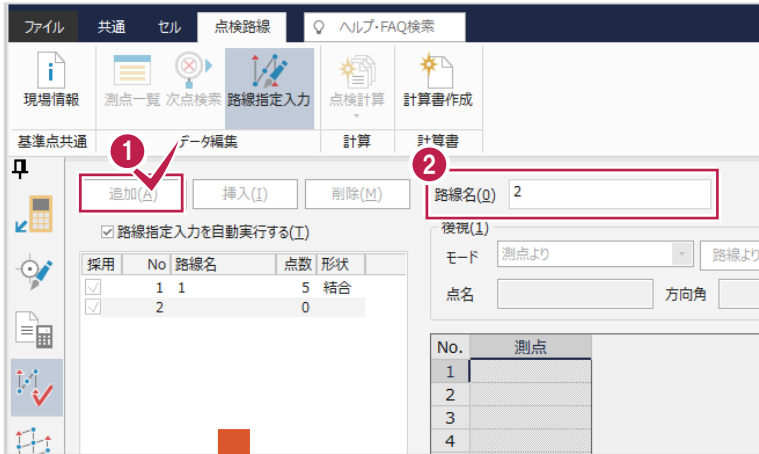 ファイル 共通 セル 点検路線 ヘルプ・FAQ検索
現場情報 測点一覧 次点検索 路線指定入力 点検計算 計算書作成
基準点共通 データ編集 計算 計算書
1
2
追加(A) 挿入(I) 削除(M) 路線名(0) 2
路線指定入力を自動実行する(T)
後視(1)
モード 測点より 路線より
採用 No 路線名 点数 形状
1 1 5 結合
2 0
点名 方向角
No. 測点
1
2
3
4